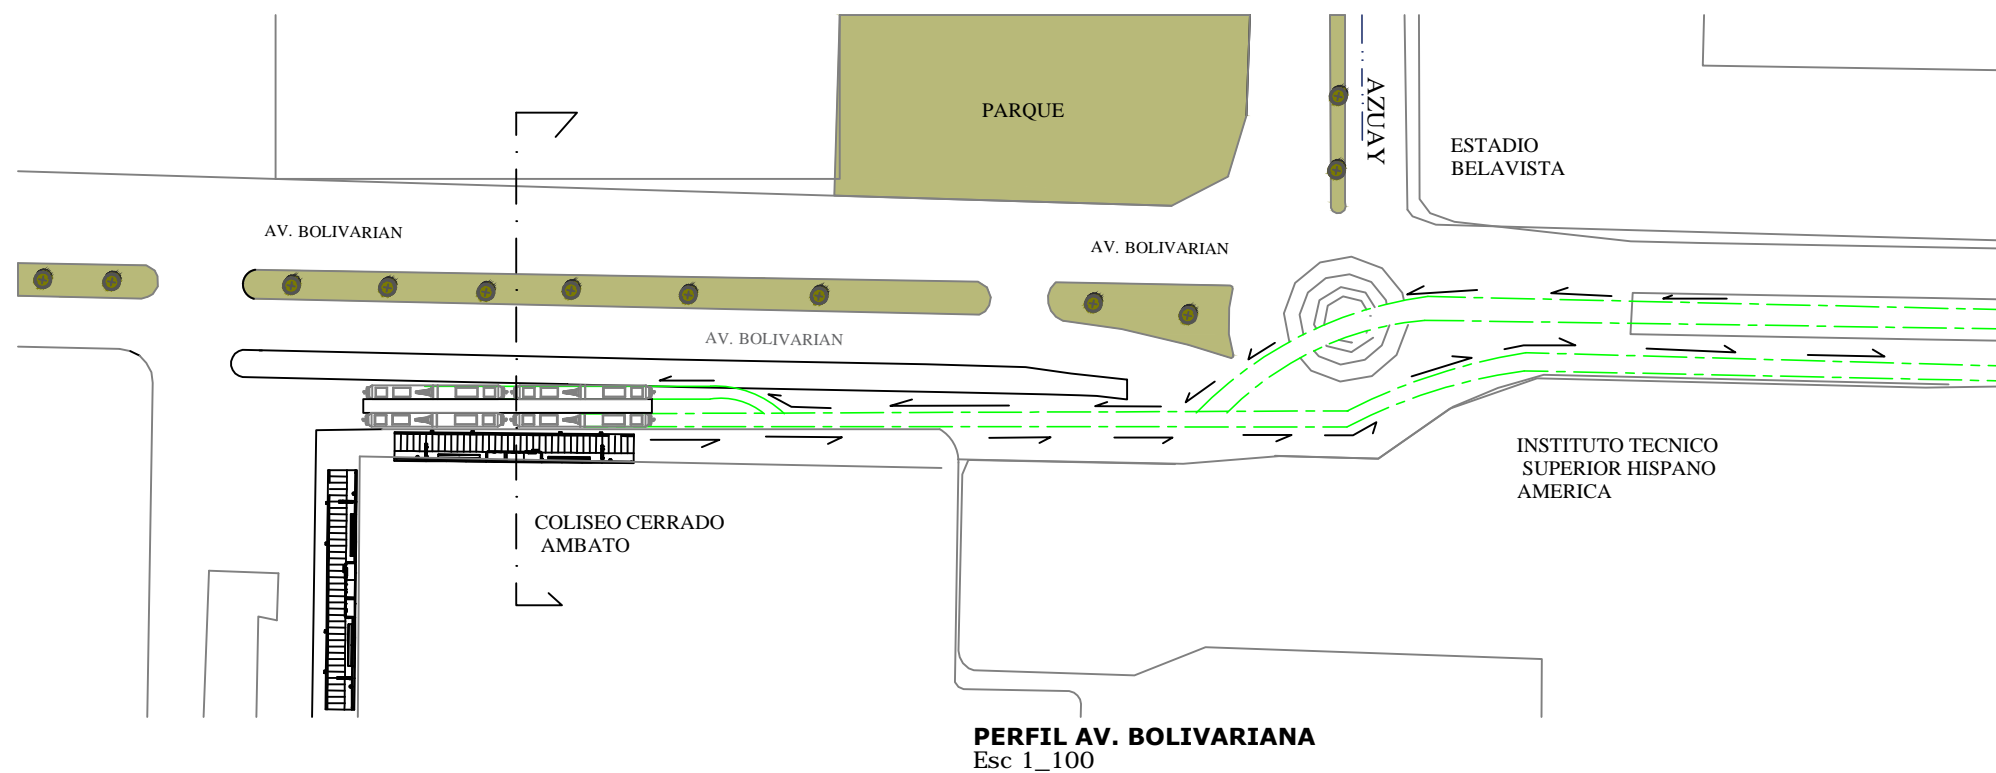 PARQUE
AZUAY
ESTADIO
BELAVISTA
AV. BOLIVARIAN
AV. BOLIVARIAN
AV. BOLIVARIAN
INSTITUTO TECNICO
SUPERIOR HISPANO
AMERICA
COLISEO CERRADO
AMBATO
PERFIL AV. BOLIVARIANA
Esc 1_100